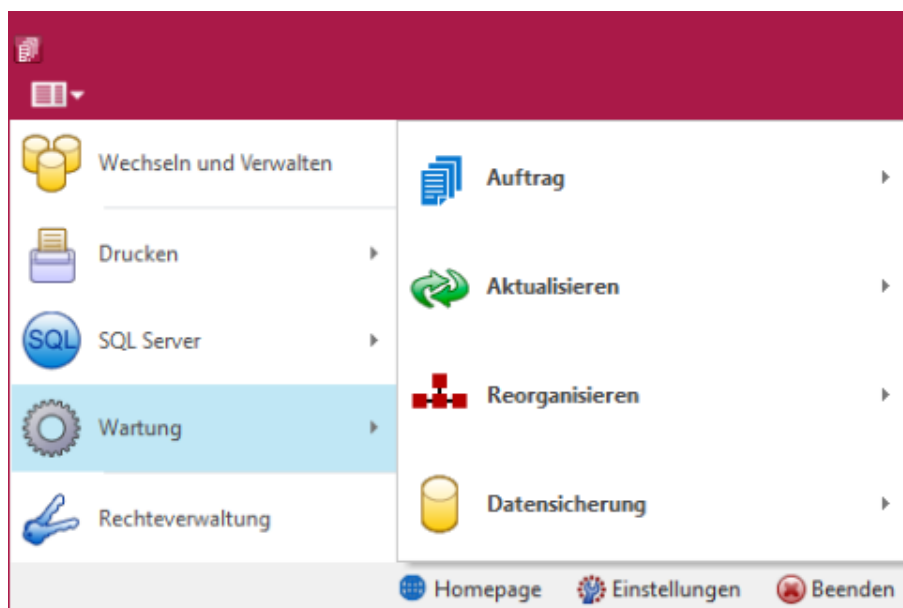 Wechseln und Verwalten
Drucken
SQL
SQL Server
Wartung
Rechteverwaltung
Auftrag
Aktualisieren
Reorganisieren
Datensicherung
Homepage
Einstellungen
Beenden